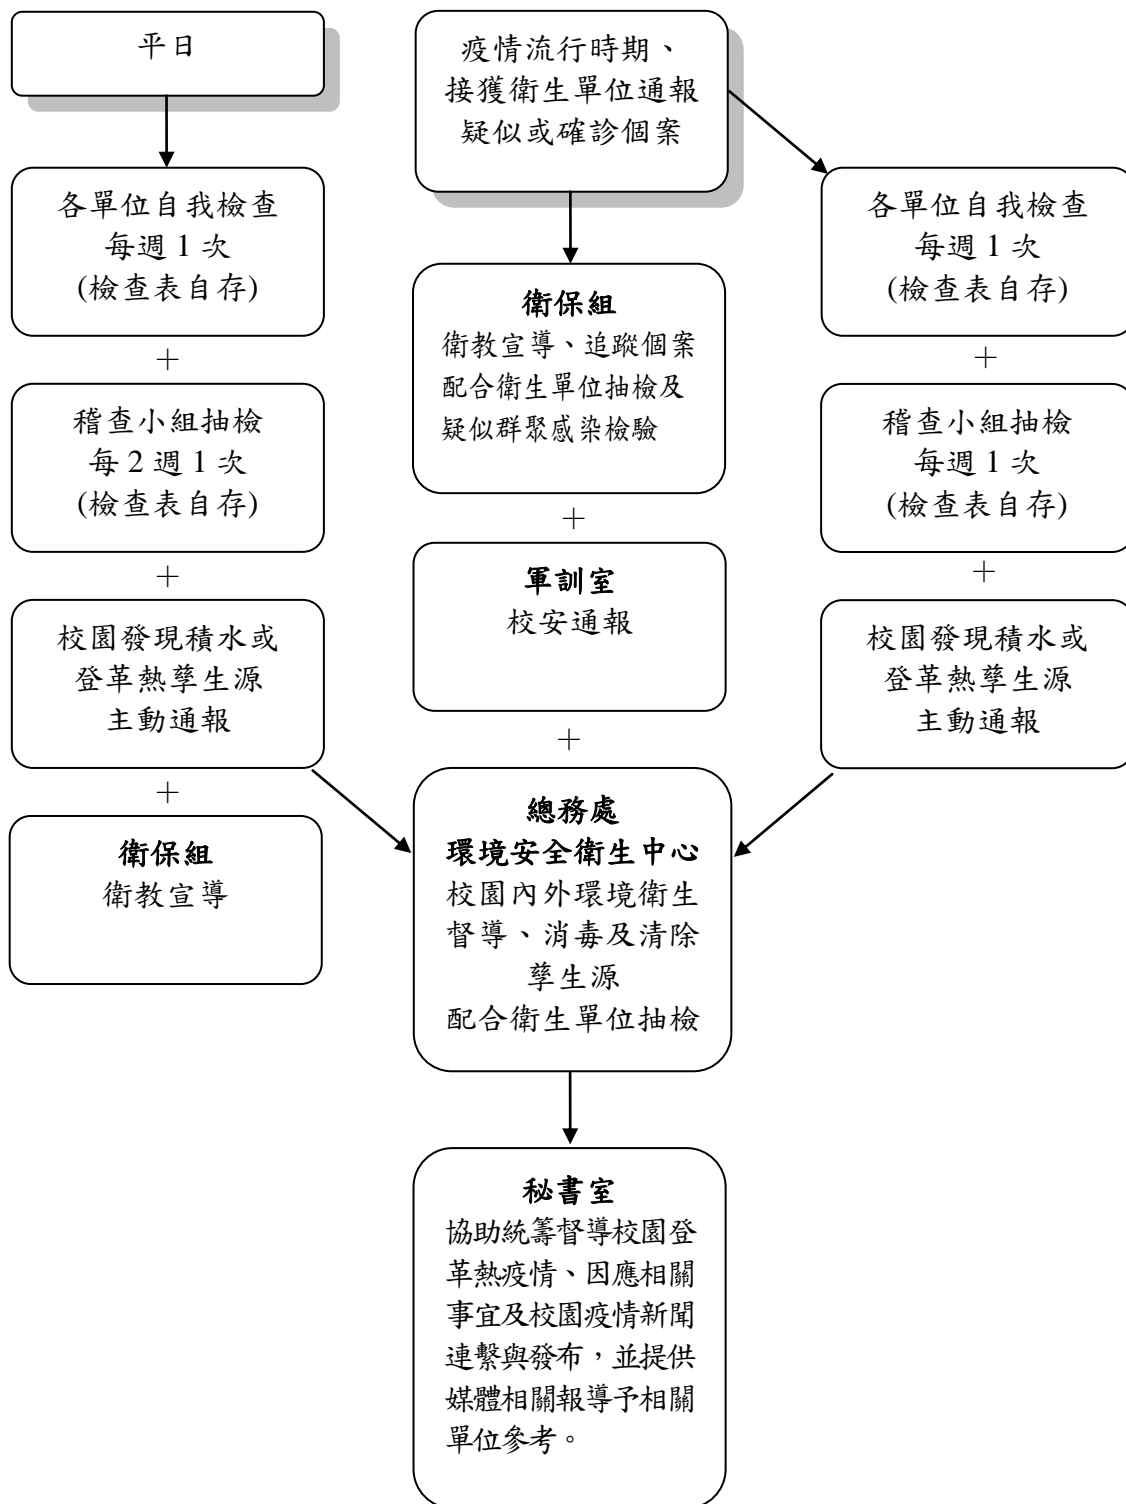 平日
各單位自我檢查
每週 1 次
(檢查表自存)
＋
稽查小組抽檢
每 2 週 1 次
(檢查表自存)
＋
校園發現積水或
登革熱孳生源
主動通報
＋
衛保組
衛教宣導
疫情流行時期、
接獲衛生單位通報
疑似或確診個案
衛保組
衛教宣導、追蹤個案
配合衛生單位抽檢及
疑似群聚感染檢驗
＋
軍訓室
校安通報
＋
總務處
環境安全衛生中心
校園內外環境衛生
督導、消毒及清除
孳生源
配合衛生單位抽檢
秘書室
協助統籌督導校園登
革熱疫情、因應相關
事宜及校園疫情新聞
連繫與發布，並提供
媒體相關報導予相關
單位參考。
各單位自我檢查
每週 1 次
(檢查表自存)
＋
稽查小組抽檢
每週 1 次
(檢查表自存)
＋
校園發現積水或
登革熱孳生源
主動通報